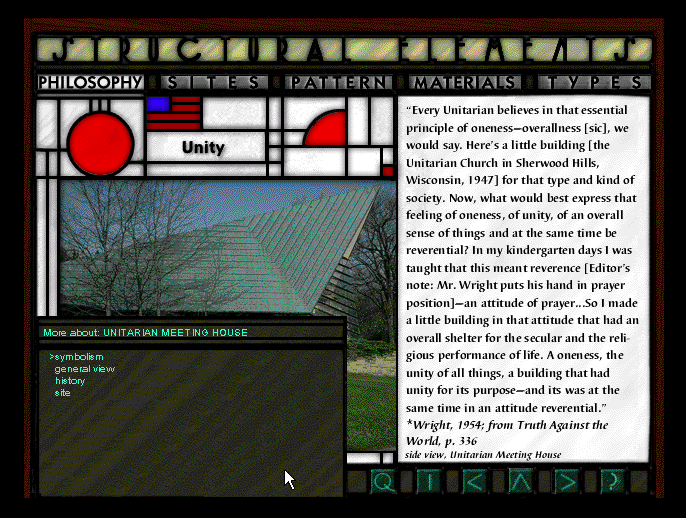 STRUCTURAL ELEMENTS
PHILOSOPHY SITES PATTERN MATERIALS TYPES
Unity
“Every Unitarian believes in that essential
principle of oneness—overallness [sic], we
would say. Here's a little building [the
Unitarian Church in Sherwood Hills,
Wisconsin, 1947] for that type and kind of
society. Now, what would best express that
feeling of oneness, of unity, of an overall
sense of things and at the same time be
reverential? In my kindergarten days I was
taught that this meant reverence [Editor's
note: Mr. Wright puts his hand in prayer
position]—an attitude of prayer...So I made
a little building in that attitude that had an
overall shelter for the secular and the reli-
gious performance of life. A oneness, the
unity of all things, a building that had
unity for its purpose—and its was at the
same time in an attitude reverential.”
*Wright, 1954; from Truth Against the
World, p. 336
side view, Unitarian Meeting House
More about: UNITARIAN MEETING HOUSE
>symbolism
general view
history
site
Q I < Λ > ?